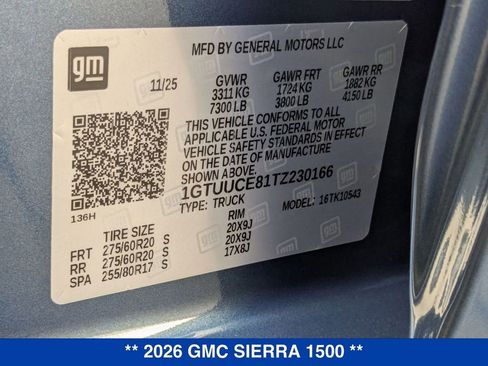 gm
MFD BY GENERAL MOTORS LLC
11/25 GVWR GAWR FRT GAWR RR
3311 KG 1724 KG 1882 KG
7300 LB 3800 LB 4150 LB
THIS VEHICLE CONFORMS TO ALL
APPLICABLE U.S. FEDERAL MOTOR
VEHICLE SAFETY STANDARDS IN
EFFECT ON THE DATE OF MANUFACTURE
SHOWN ABOVE.
1GTUUCE81TZ230166
136H
TYPE: TRUCK MODEL: 16TK10543
TIRE SIZE RIM
FRT 275/60R20 S 20X9J
RR 275/60R20 S 20X9J
SPA 255/80R17 S 17X8J
** 2026 GMC SIERRA 1500 **